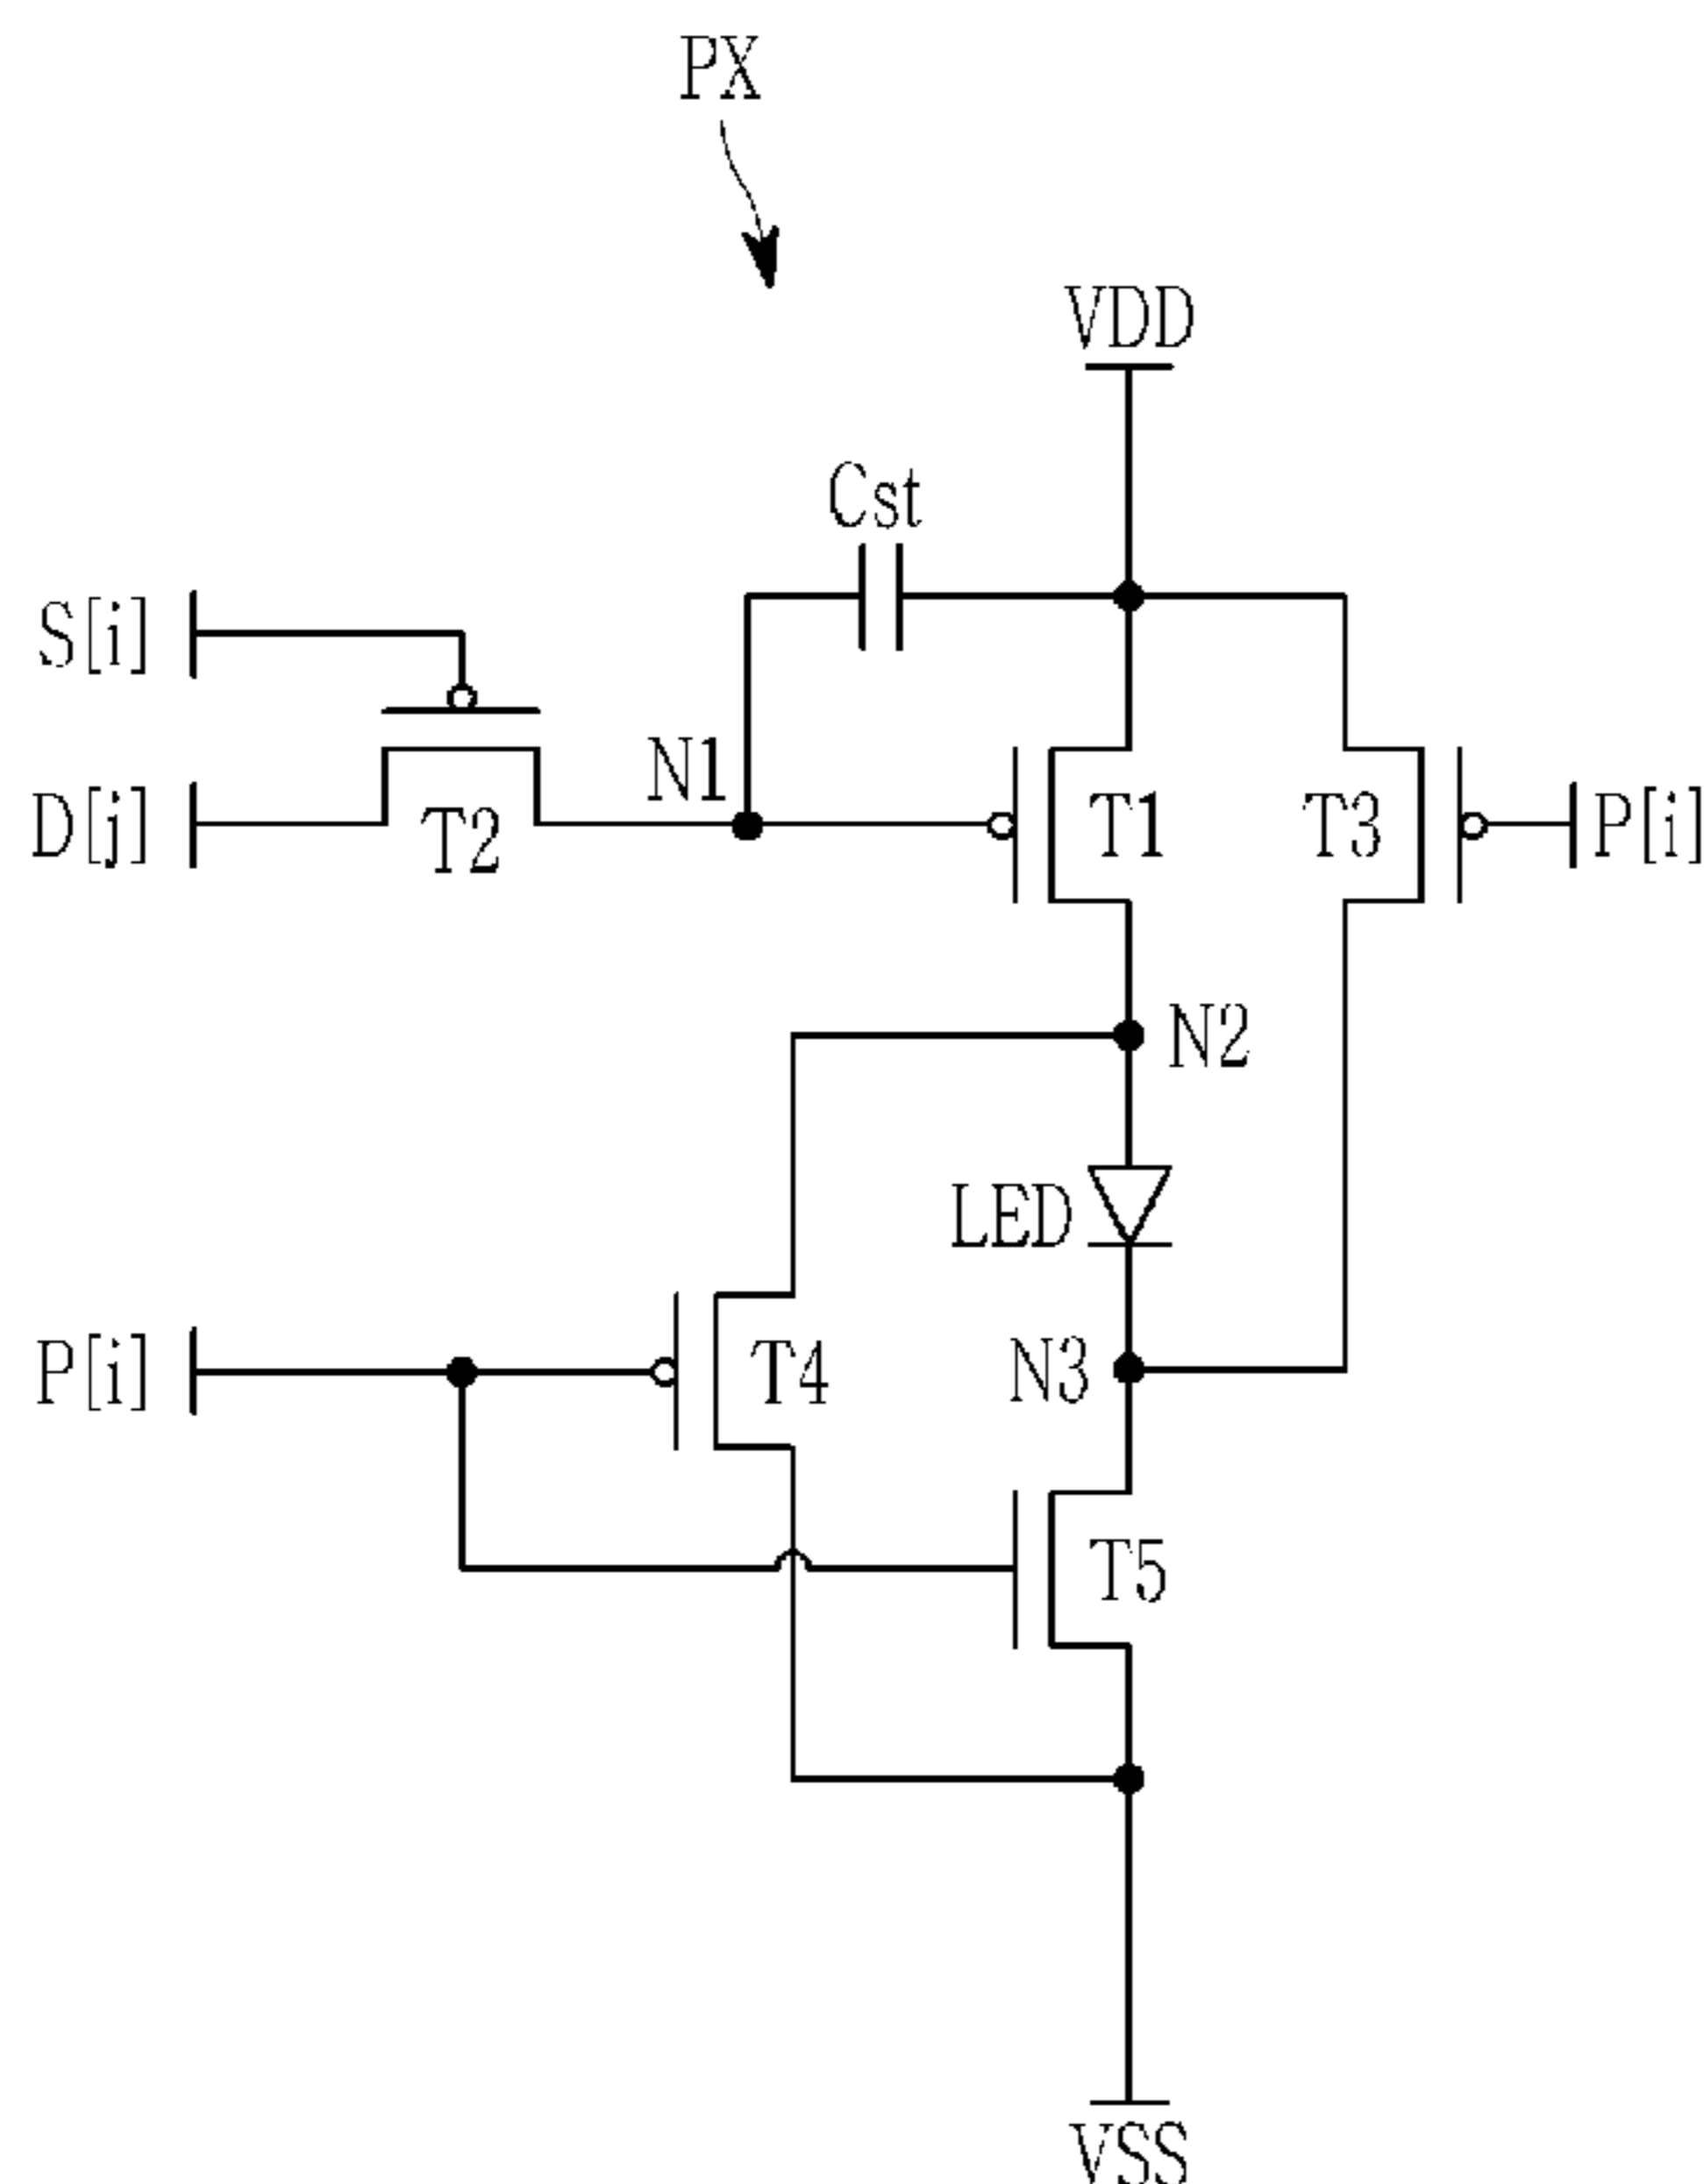 PX
VDD
Cst
S[i]
N1
D[j]
T2
T1
T3
P[i]
N2
LED
P[i]
T4
N3
T5
VSS